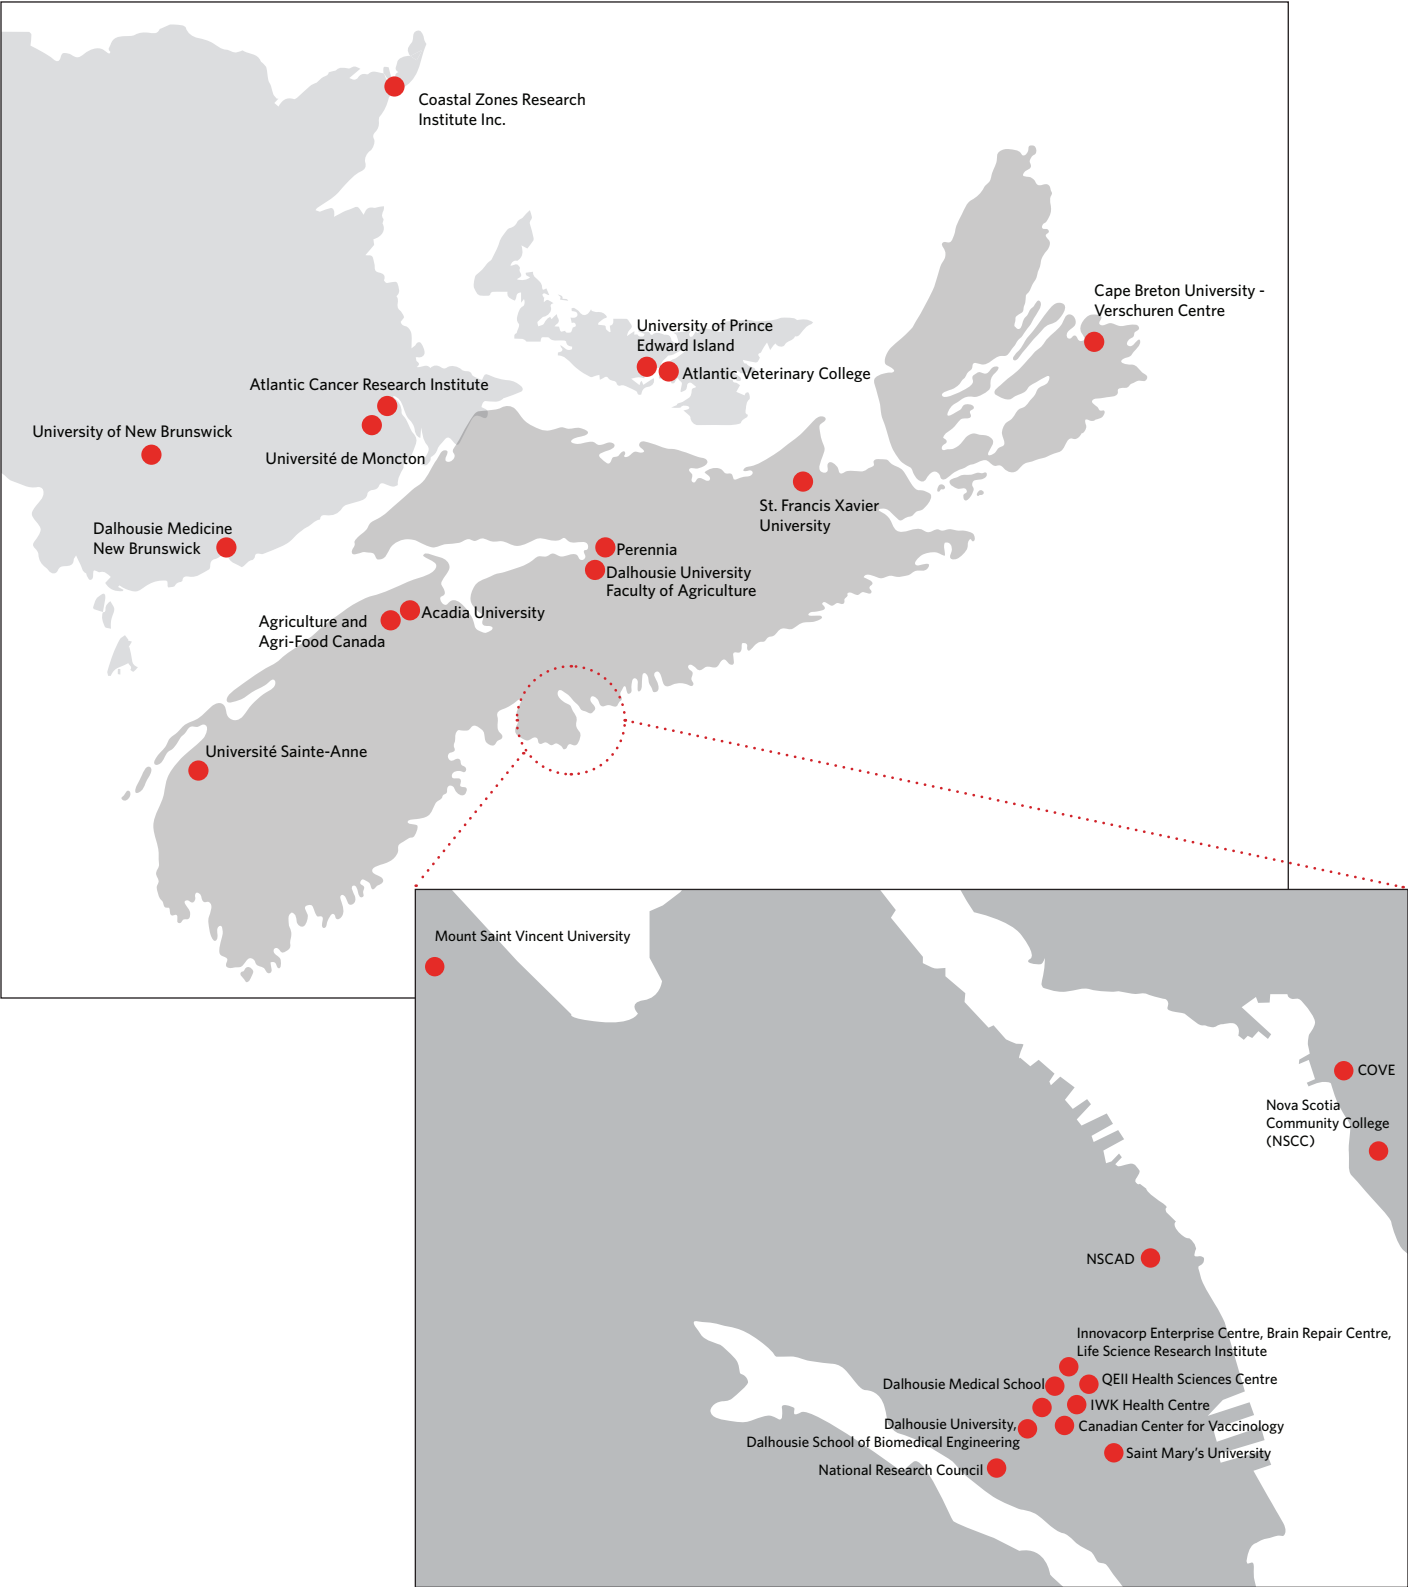 Coastal Zones Research
Institute Inc.
Cape Breton University -
Verschuren Centre
University of Prince
Edward Island
Atlantic Veterinary College
Atlantic Cancer Research Institute
University of New Brunswick
Université de Moncton
St. Francis Xavier
University
Dalhousie Medicine
New Brunswick
Perennia
Dalhousie University
Faculty of Agriculture
Acadia University
Agriculture and
Agri-Food Canada
Université Sainte-Anne
Mount Saint Vincent University
COVE
Nova Scotia
Community College
(NSCC)
NSCAD
Innovacorp Enterprise Centre, Brain Repair Centre,
Life Science Research Institute
QEII Health Sciences Centre
Dalhousie Medical School
IWK Health Centre
Dalhousie University,
Dalhousie School of Biomedical Engineering
Canadian Center for Vaccinology
Saint Mary's University
National Research Council